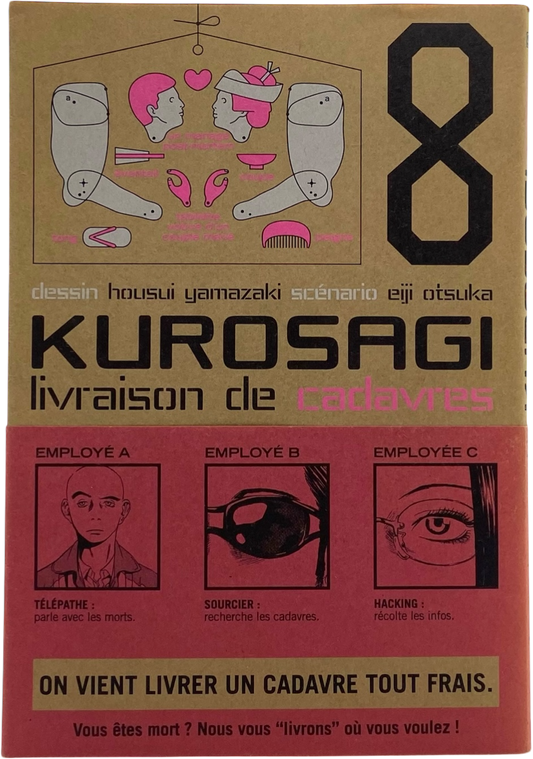 8
a
a
dessin housui yamazaki scénario eiji otsuka
KUROSAGI
livraison de cadavres
EMPLOYÉ A
EMPLOYÉ B
EMPLOYÉE C
TÉLÉPATHE :
parle avec les morts.
SOURCIER :
recherche les cadavres.
HACKING :
récolte les infos.
ON VIENT LIVRER UN CADAVRE TOUT FRAIS.
Vous êtes mort ? Nous vous “livrons” où vous voulez !